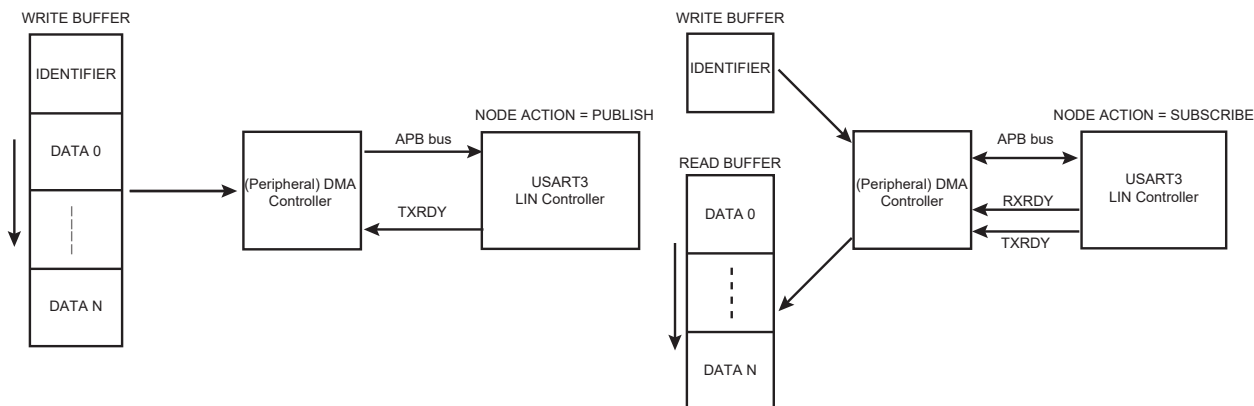 WRITE BUFFER
IDENTIFIER
DATA 0
DATA N
(Peripheral) DMA
Controller
APB bus
TXRDY
NODE ACTION = PUBLISH
USART3
LIN Controller
WRITE BUFFER
IDENTIFIER
READ BUFFER
DATA 0
DATA N
(Peripheral) DMA
Controller
APB bus
RXRDY
TXRDY
NODE ACTION = SUBSCRIBE
USART3
LIN Controller